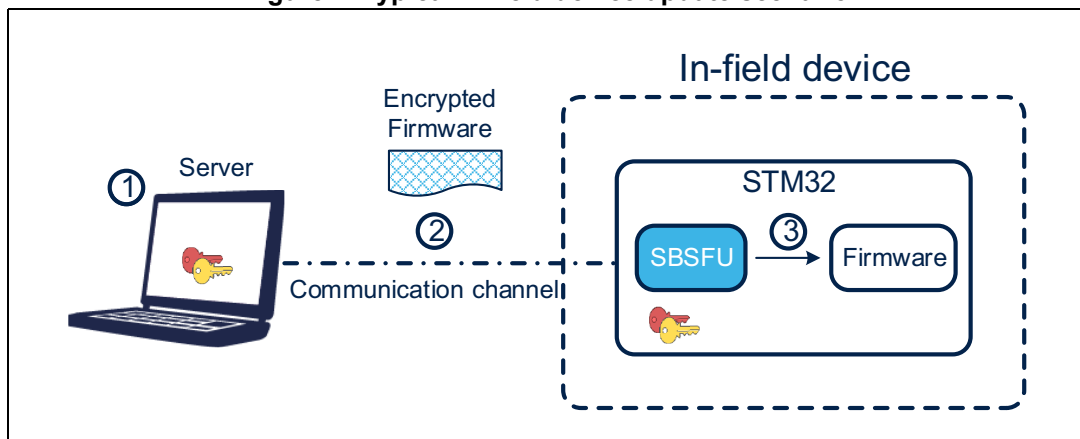 In-field device
Encrypted
Firmware
Server
1
STM32
2
3
SBSFU
Firmware
Communication channel